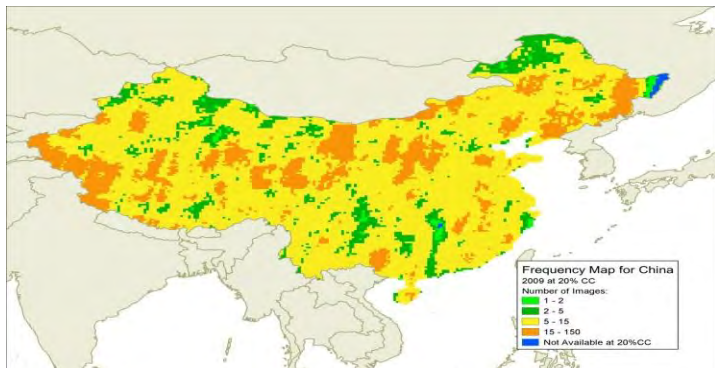 Frequency Map for China
2009 at 20% CC
Number of Images:
1 - 2
2 - 5
5 - 15
15 - 150
Not Available at 20%CC